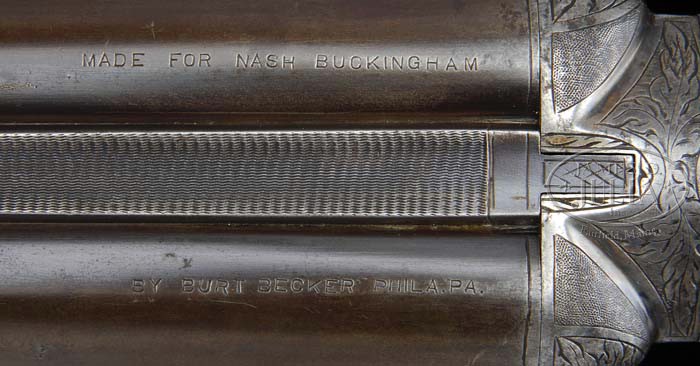 MADE FOR NASH BUCKINGHAM
BY BURT BECKER PHILA. PA.